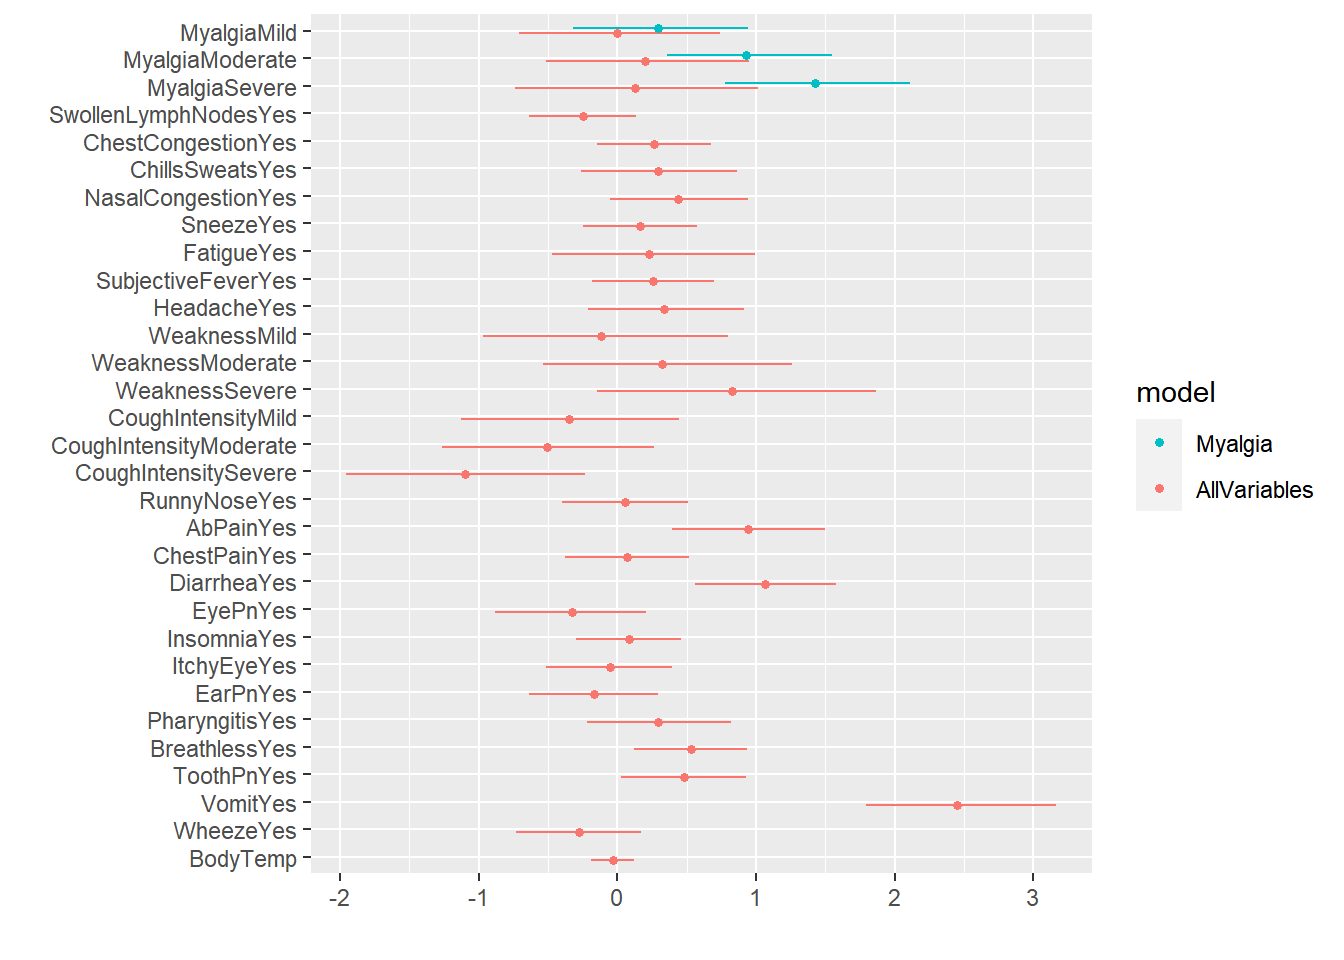 MyalgiaMild
MyalgiaModerate
MyalgiaSevere
SwollenLymphNodesYes
ChestCongestionYes
ChillsSweatsYes
NasalCongestionYes
SneezeYes
FatigueYes
SubjectiveFeverYes
HeadacheYes
WeaknessMild
WeaknessModerate
WeaknessSevere
CoughIntensityMild
CoughIntensityModerate
CoughIntensitySevere
RunnyNoseYes
AbPainYes
ChestPainYes
DiarrheaYes
EyePnYes
InsomniaYes
ItchyEyeYes
EarPnYes
PharyngitisYes
BreathlessYes
ToothPnYes
VomitYes
WheezeYes
BodyTemp
-2 -1 0 1 2 3
model
Myalgia
AllVariables